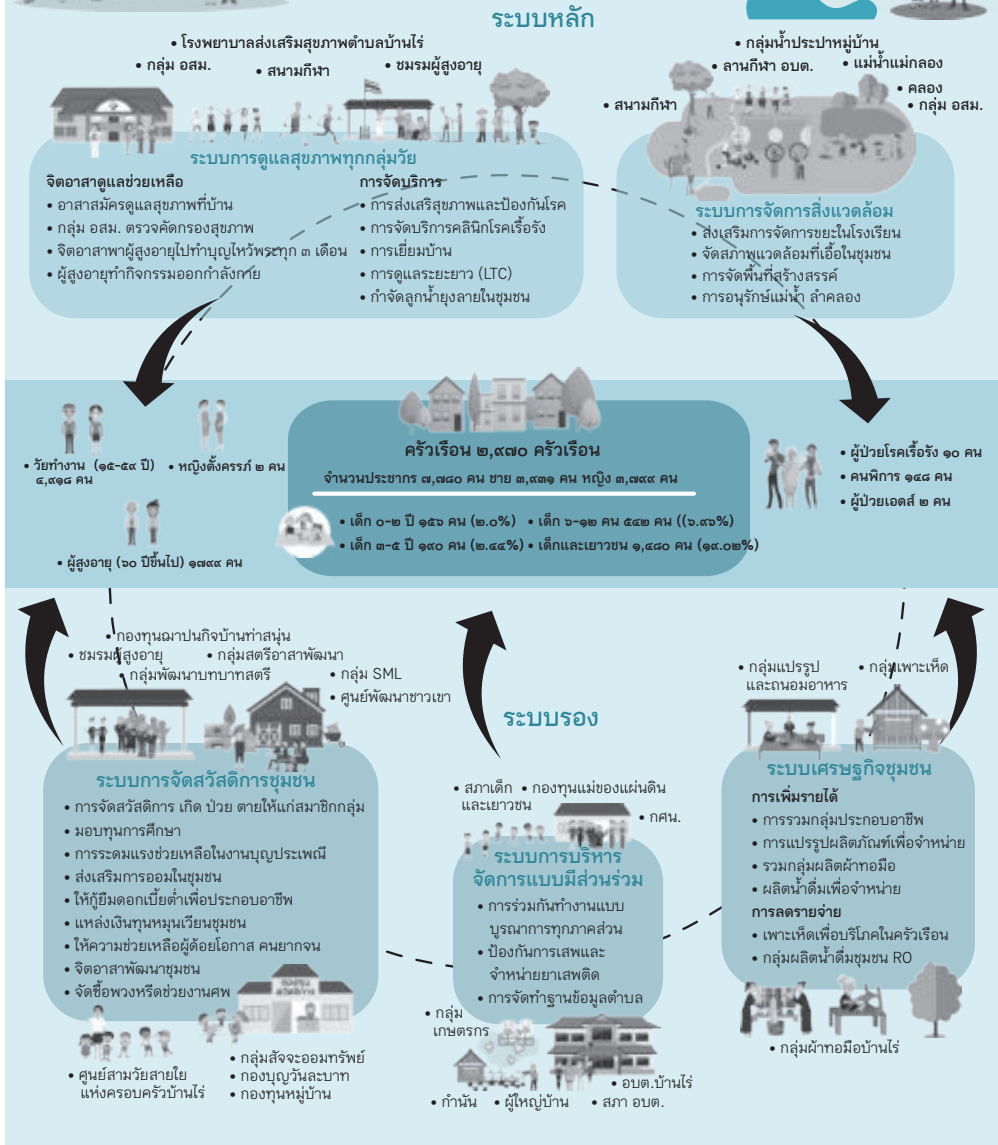 ระบบหลัก
• โรงพยาบาลส่งเสริมสุขภาพตำบลบ้านไร่
• กลุ่ม อสม.
• สนามกีฬา
• ชมรมผู้สูงอายุ
ระบบการดูแลสุขภาพทุกกลุ่มวัย
จิตอาสาดูแลช่วยเหลือ
• อาสาสมัครดูแลสุขภาพที่บ้าน
• กลุ่ม อสม. ตรวจคัดกรองสุขภาพ
• จิตอาสาพาผู้สูงอายุไปทำบุญไหว้พระทุก ๓ เดือน
• ผู้สูงอายุทำกิจกรรมออกกำลังกาย
การจัดบริการ
• การส่งเสริสุขภาพและป้องกันโรค
• การจัดบริการคลินิกโรคเรื้อรัง
• การเยี่ยมบ้าน
• การดูแลระยะยาว (LTC)
• กำจัดลูกน้ำยุงลายในชุมชน
• กลุ่มน้ำประปาหมู่บ้าน
• ลานกีฬา อบต.
• แม่น้ำแม่กลอง
• คลอง
• สนามกีฬา
• กลุ่ม อสม.
ระบบการจัดการสิ่งแวดล้อม
• ส่งเสริมการจัดการขยะในโรงเรียน
• จัดสภาพแวดล้อมที่เอื้อในชุมชน
• การจัดพื้นที่สร้างสรรค์
• การอนุรักษ์แม่น้ำ ลำคลอง
• วัยทำงาน (๑๕-๕๙ ปี)
๔,๙๑๘ คน
• หญิงตั้งครรภ์ ๒ คน
• ผู้สูงอายุ (๖๐ ปีขึ้นไป) ๑๗๙๙ คน
ครัวเรือน ๒,๙๗๐ ครัวเรือน
จำนวนประชากร ๗,๗๘๐ คน ชาย ๓,๙๓๑ คน หญิง ๓,๗๙๙ คน
• เด็ก ๐-๒ ปี ๑๕๖ คน (๒.๐%) • เด็ก ๖-๑๒ คน ๕๔๒ คน ((๖.๙๖%)
• เด็ก ๓-๕ ปี ๑๙๐ คน (๒.๔๔%) • เด็กและเยาวชน ๑,๔๘๐ คน (๑๙.๐๒%)
• ผู้ป่วยโรคเรื้อรัง ๑๐ คน
• คนพิการ ๑๔๘ คน
• ผู้ป่วยเอดส์ ๒ คน
• กองทุนฌาปนกิจบ้านท่าสนุ่น
• ชมรมผู้สูงอายุ
• กลุ่มสตรีอาสาพัฒนา
• กลุ่มพัฒนาบทบาทสตรี
• กลุ่ม SML
• ศูนย์พัฒนาชาวเขา
ระบบการจัดสวัสดิการชุมชน
• การจัดสวัสดิการ เกิด ป่วย ตายให้แก่สมาชิกกลุ่ม
• มอบทุนการศึกษา
• การระดมแรงช่วยเหลือในงานบุญประเพณี
• ส่งเสริมการออมในชุมชน
• ให้กู้ยืมดอกเบี้ยต่ำเพื่อประกอบอาชีพ
• แหล่งเงินทุนหมุนเวียนชุมชน
• ให้ความช่วยเหลือผู้ด้อยโอกาส คนยากจน
• จิตอาสาพัฒนาชุมชน
• จัดซื้อพวงหรีดช่วยงานศพ
• ศูนย์สามวัยสายใย
แห่งครอบครัวบ้านไร่
• กลุ่มสัจจะออมทรัพย์
• กองบุญวันละบาท
• กองทุนหมู่บ้าน
ระบบรอง
• สภาเด็ก
และเยาวชน
• กองทุนแม่ของแผ่นดิน
• กศน.
ระบบการบริหาร
จัดการแบบมีส่วนร่วม
• การร่วมกันทำงานแบบ
บูรณาการทุกภาคส่วน
• ป้องกันการเสพและ
จำหน่ายยาเสพติด
• การจัดทำฐานข้อมูลตำบล
• กลุ่ม
เกษตรกร
• อบต.บ้านไร่
• กำนัน
• ผู้ใหญ่บ้าน
• สภา อบต.
• กลุ่มแปรรูป
และถนอมอาหาร
• กลุ่มเพาะเห็ด
ระบบเศรษฐกิจชุมชน
การเพิ่มรายได้
• การรวมกลุ่มประกอบอาชีพ
• การแปรรูปผลิตภัณฑ์เพื่อจำหน่าย
• รวมกลุ่มผลิตผ้าทอมือ
• ผลิตน้ำดื่มเพื่อจำหน่าย
การลดรายจ่าย
• เพาะเห็ดเพื่อบริโภคในครัวเรือน
• กลุ่มผลิตน้ำดื่มชุมชน RO
• กลุ่มผ้าทอมือบ้านไร่